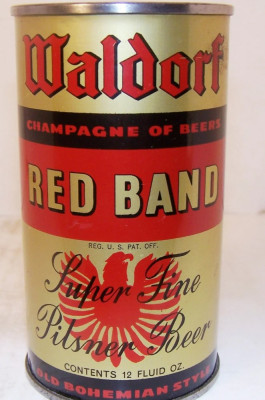 Waldorf
CHAMPAGNE OF BEERS
RED BAND
REG. U. S. PAT. OFF.
Super Fine
Pilsner Beer
CONTENTS 12 FLUID OZ.
OLD BOHEMIAN STYLE